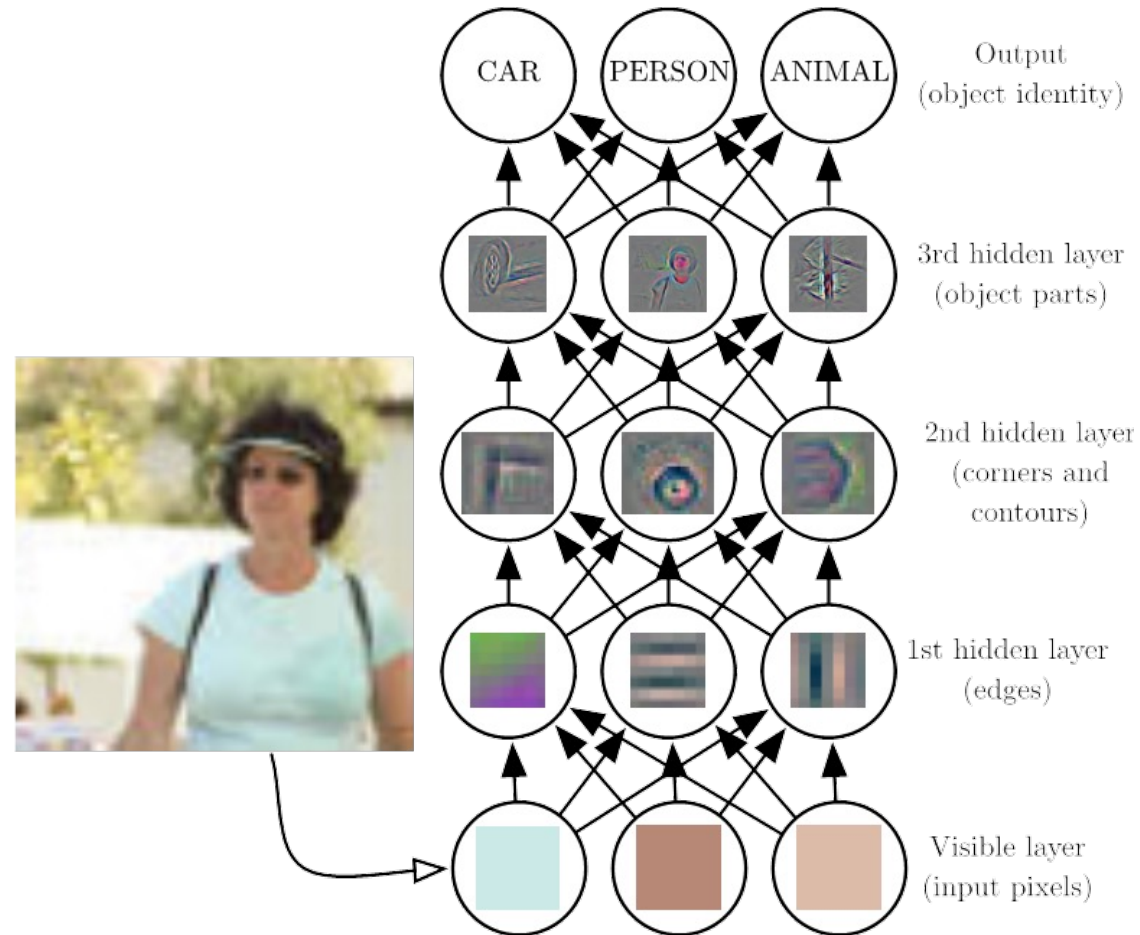 CAR PERSON ANIMAL
Output
(object identity)
3rd hidden layer
(object parts)
2nd hidden layer
(corners and
contours)
1st hidden layer
(edges)
Visible layer
(input pixels)